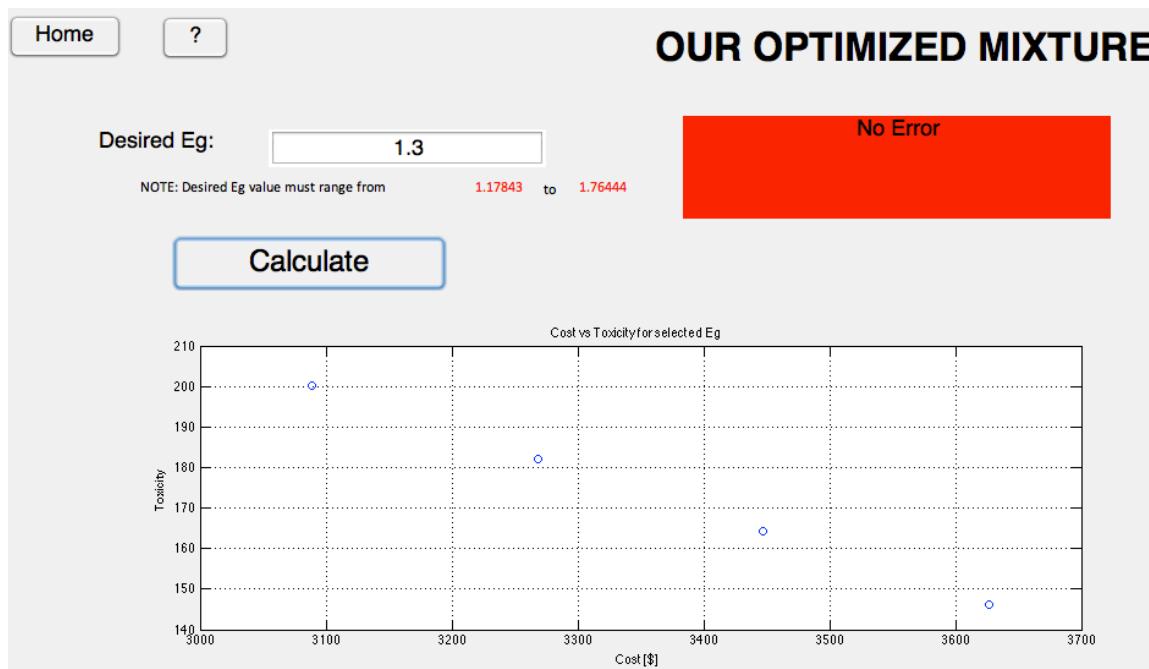 Home
?
OUR OPTIMIZED MIXTURE
No Error
Desired Eg:
1.3
NOTE: Desired Eg value must range from 1.17843 to 1.76444
Calculate
Cost vs Toxicity for selected Eg
210
200
190
180
170
160
150
140
Toxicity
3000 3100 3200 3300 3400 3500 3600 3700
Cost [$]